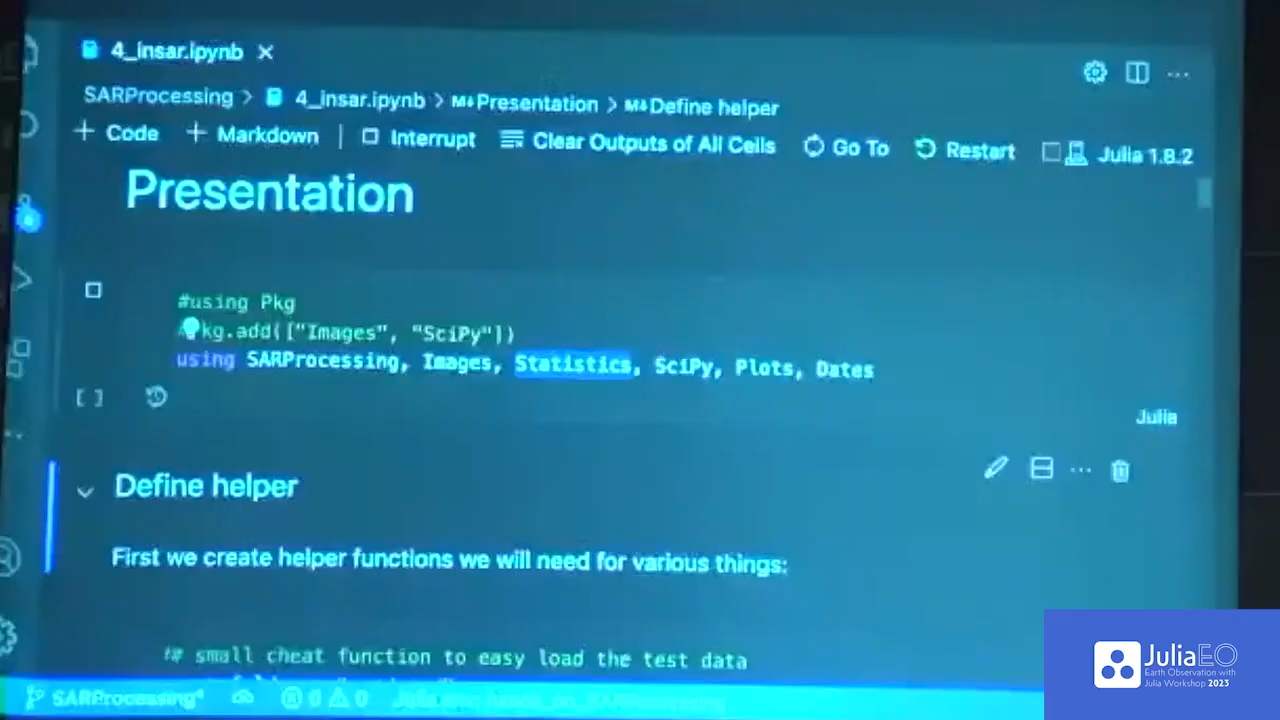 4_insar.ipynb ×
SARProcessing > 4_insar.ipynb > M↓Presentation > M↓Define helper
+ Code + Markdown | Interrupt Clear Outputs of All Cells Go To Restart Julia 1.8.2
Presentation
#using Pkg
kg.add(["Images", "SciPy"])
using SARProcessing, Images, Statistics, SciPy, Plots, Dates
[ ]
Julia
Define helper
First we create helper functions we will need for various things:
# small cheat function to easy load the test data
SARProcessing* 0 0
JuliaEO
Earth Observation with
Julia Workshop 2023